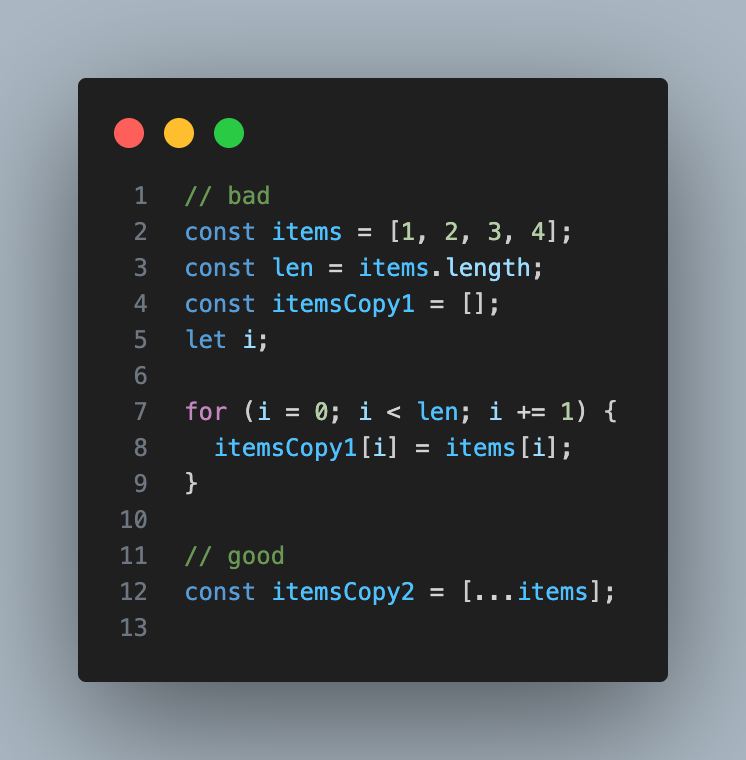 1 // bad
2 const items = [1, 2, 3, 4];
3 const len = items.length;
4 const itemsCopy1 = [];
5 let i;
6
7 for (i = 0; i < len; i += 1) {
8   itemsCopy1[i] = items[i];
9 }
10
11 // good
12 const itemsCopy2 = [...items];
13